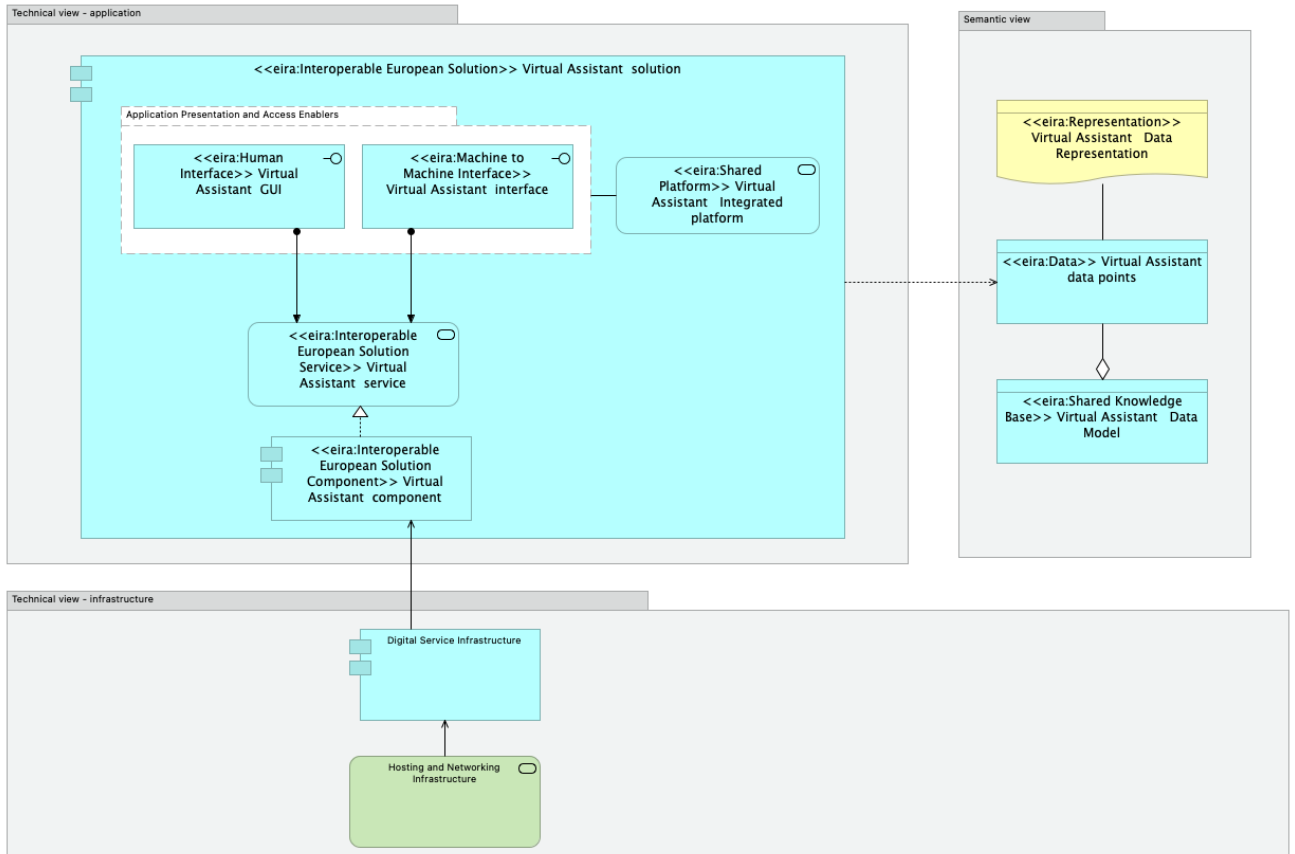 Technical view - application
<<eira:Interoperable European Solution>> Virtual Assistant solution
Application Presentation and Access Enablers
<<eira:Human
Interface>> Virtual
Assistant GUI
<<eira:Machine to
Machine Interface>>
Virtual Assistant interface
<<eira:Shared
Platform>> Virtual
Assistant Integrated
platform
<<eira:Interoperable
European Solution
Service>> Virtual
Assistant service
<<eira:Interoperable
European Solution
Component>> Virtual
Assistant component
Semantic view
<<eira:Representation>>
Virtual Assistant Data
Representation
<<eira:Data>> Virtual Assistant
data points
<<eira:Shared Knowledge
Base>> Virtual Assistant Data
Model
Technical view - infrastructure
Digital Service Infrastructure
Hosting and Networking
Infrastructure